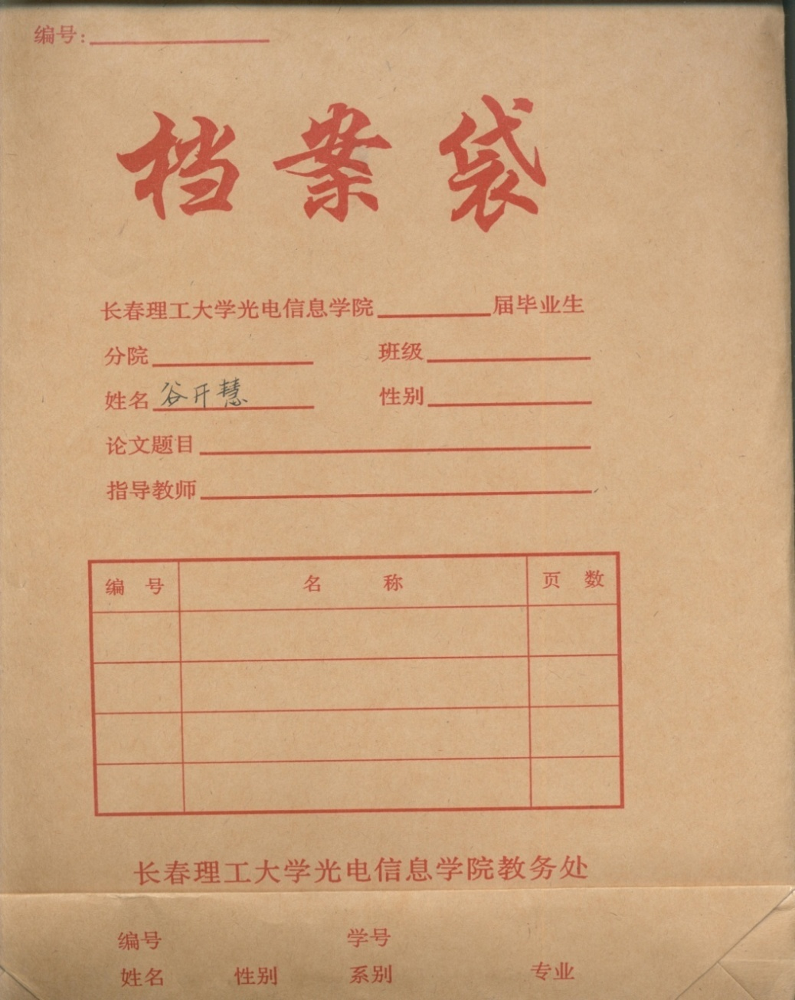 编号:
档案袋
长春理工大学光电信息学院 届毕业生
分院 班级
姓名 谷开慧 性别
论文题目
指导教师
编号 名称 页数
长春理工大学光电信息学院教务处
编号 学号
姓名 性别 系别 专业